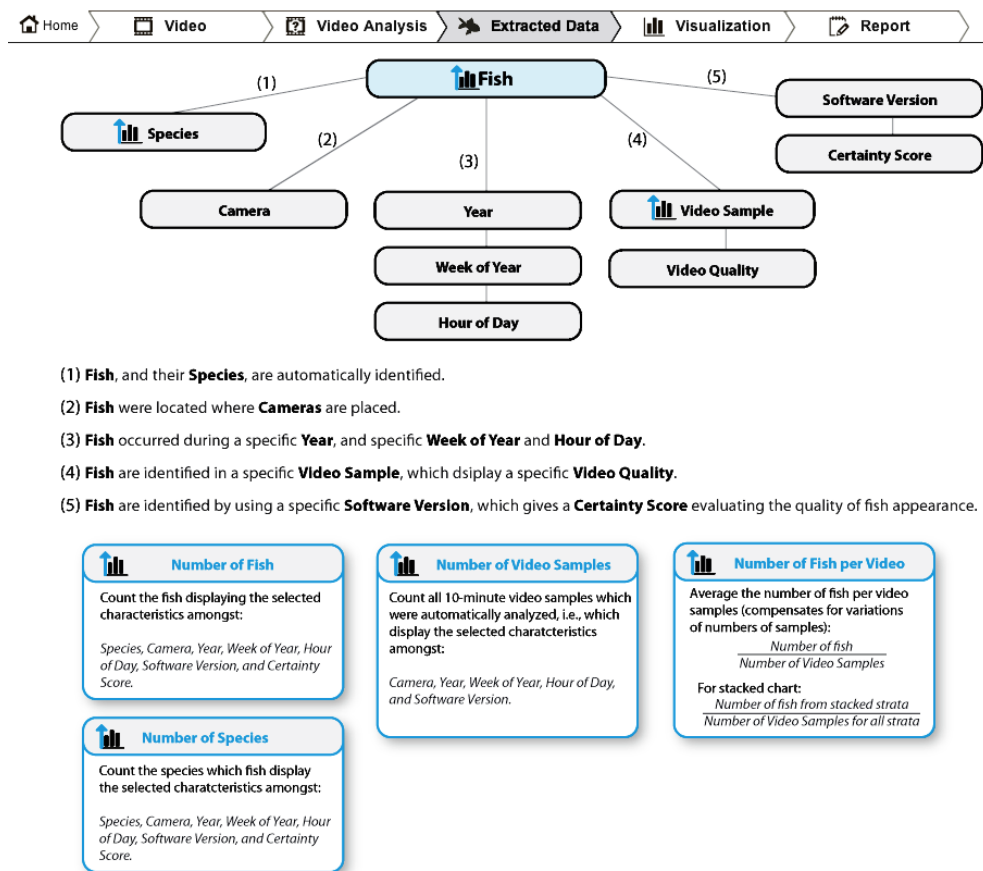 Home
Video
Video Analysis
Extracted Data
Visualization
Report
Fish
(1)
(5)
Species
Software Version
(2)
(3)
(4)
Certainty Score
Camera
Year
Video Sample
Week of Year
Video Quality
Hour of Day
(1) Fish, and their Species, are automatically identified.
(2) Fish were located where Cameras are placed.
(3) Fish occurred during a specific Year, and specific Week of Year and Hour of Day.
(4) Fish are identified in a specific Video Sample, which dsiplay a specific Video Quality.
(5) Fish are identified by using a specific Software Version, which gives a Certainty Score evaluating the quality of fish appearance.
Number of Fish
Count the fish displaying the selected
characteristics amongst:
Species, Camera, Year, Week of Year, Hour
of Day, Software Version, and Certainty
Score.
Number of Video Samples
Count all 10-minute video samples which
were automatically analyzed, i.e., which
display the selected charatcteristics
amongst:
Camera, Year, Week of Year, Hour of Day,
and Software Version.
Number of Fish per Video
Average the number of fish per video
samples (compensates for variations
of numbers of samples):
Number of fish
Number of Video Samples
For stacked chart:
Number of fish from stacked strata
Number of Video Samples for all strata
Number of Species
Count the species which fish display
the selected charatcteristics amongst:
Species, Camera, Year, Week of Year, Hour
of Day, Software Version, and Certainty
Score.